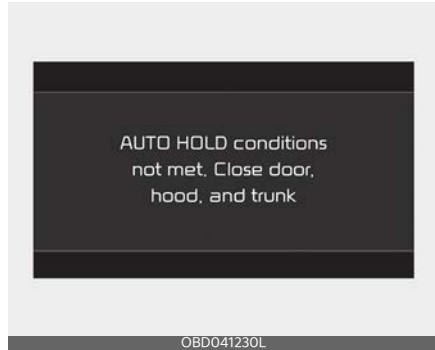 AUTO HOLD conditions
not met. Close door,
hood, and trunk
OBD041230L